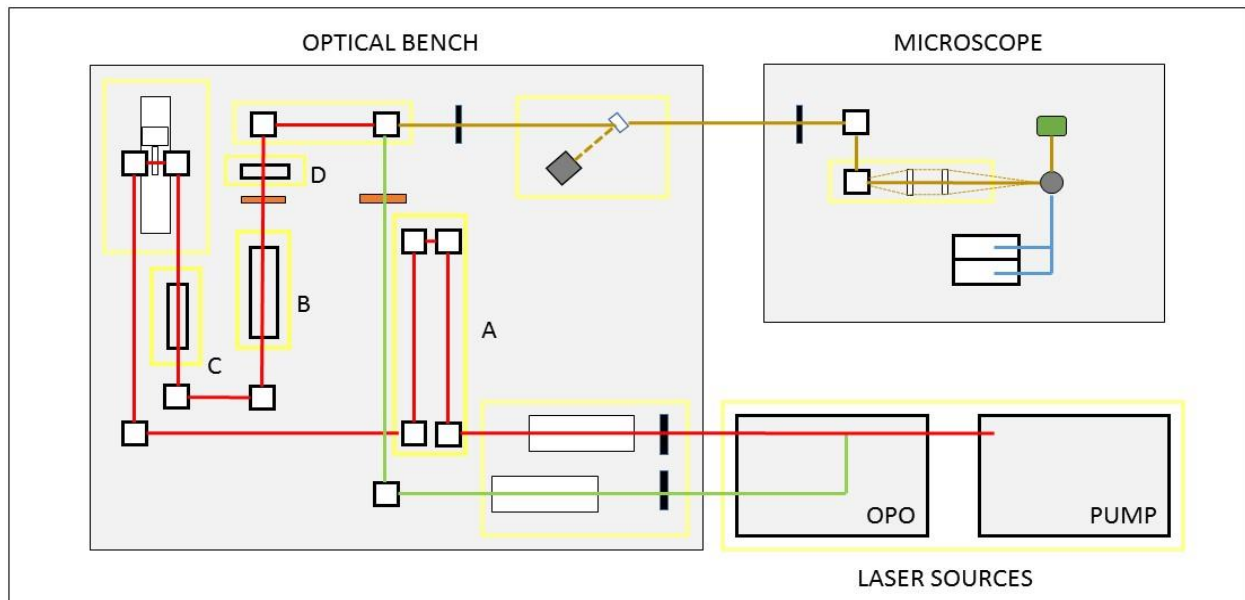 OPTICAL BENCH
MICROSCOPE
D
B
A
C
OPO
PUMP
LASER SOURCES